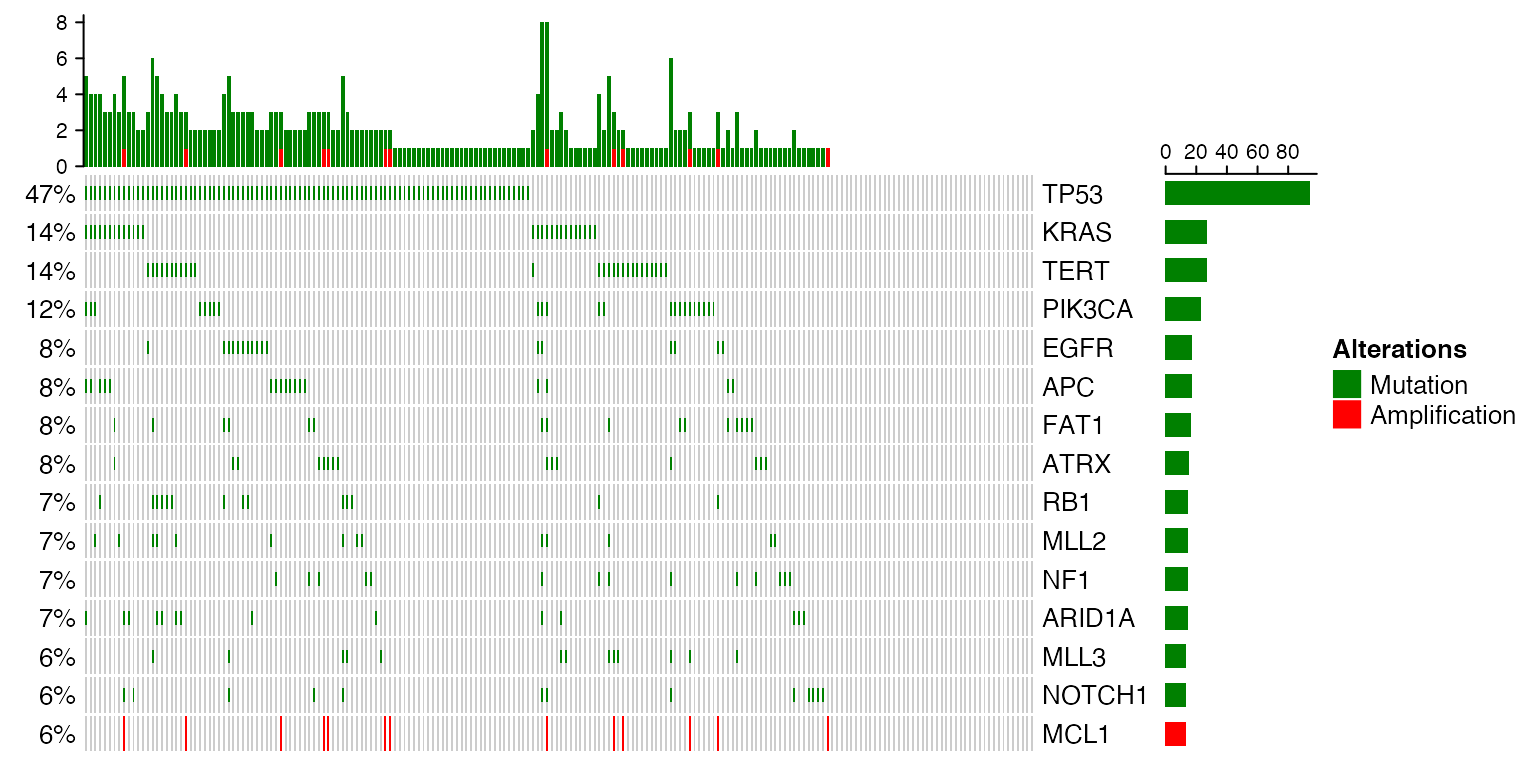 8
6
4
2
0
0 20 40 60 80
47% TP53
14% KRAS
14% TERT
12% PIK3CA
8% EGFR
8% APC
8% FAT1
8% ATRX
7% RB1
7% MLL2
7% NF1
7% ARID1A
6% MLL3
6% NOTCH1
6% MCL1
Alterations
Mutation
Amplification